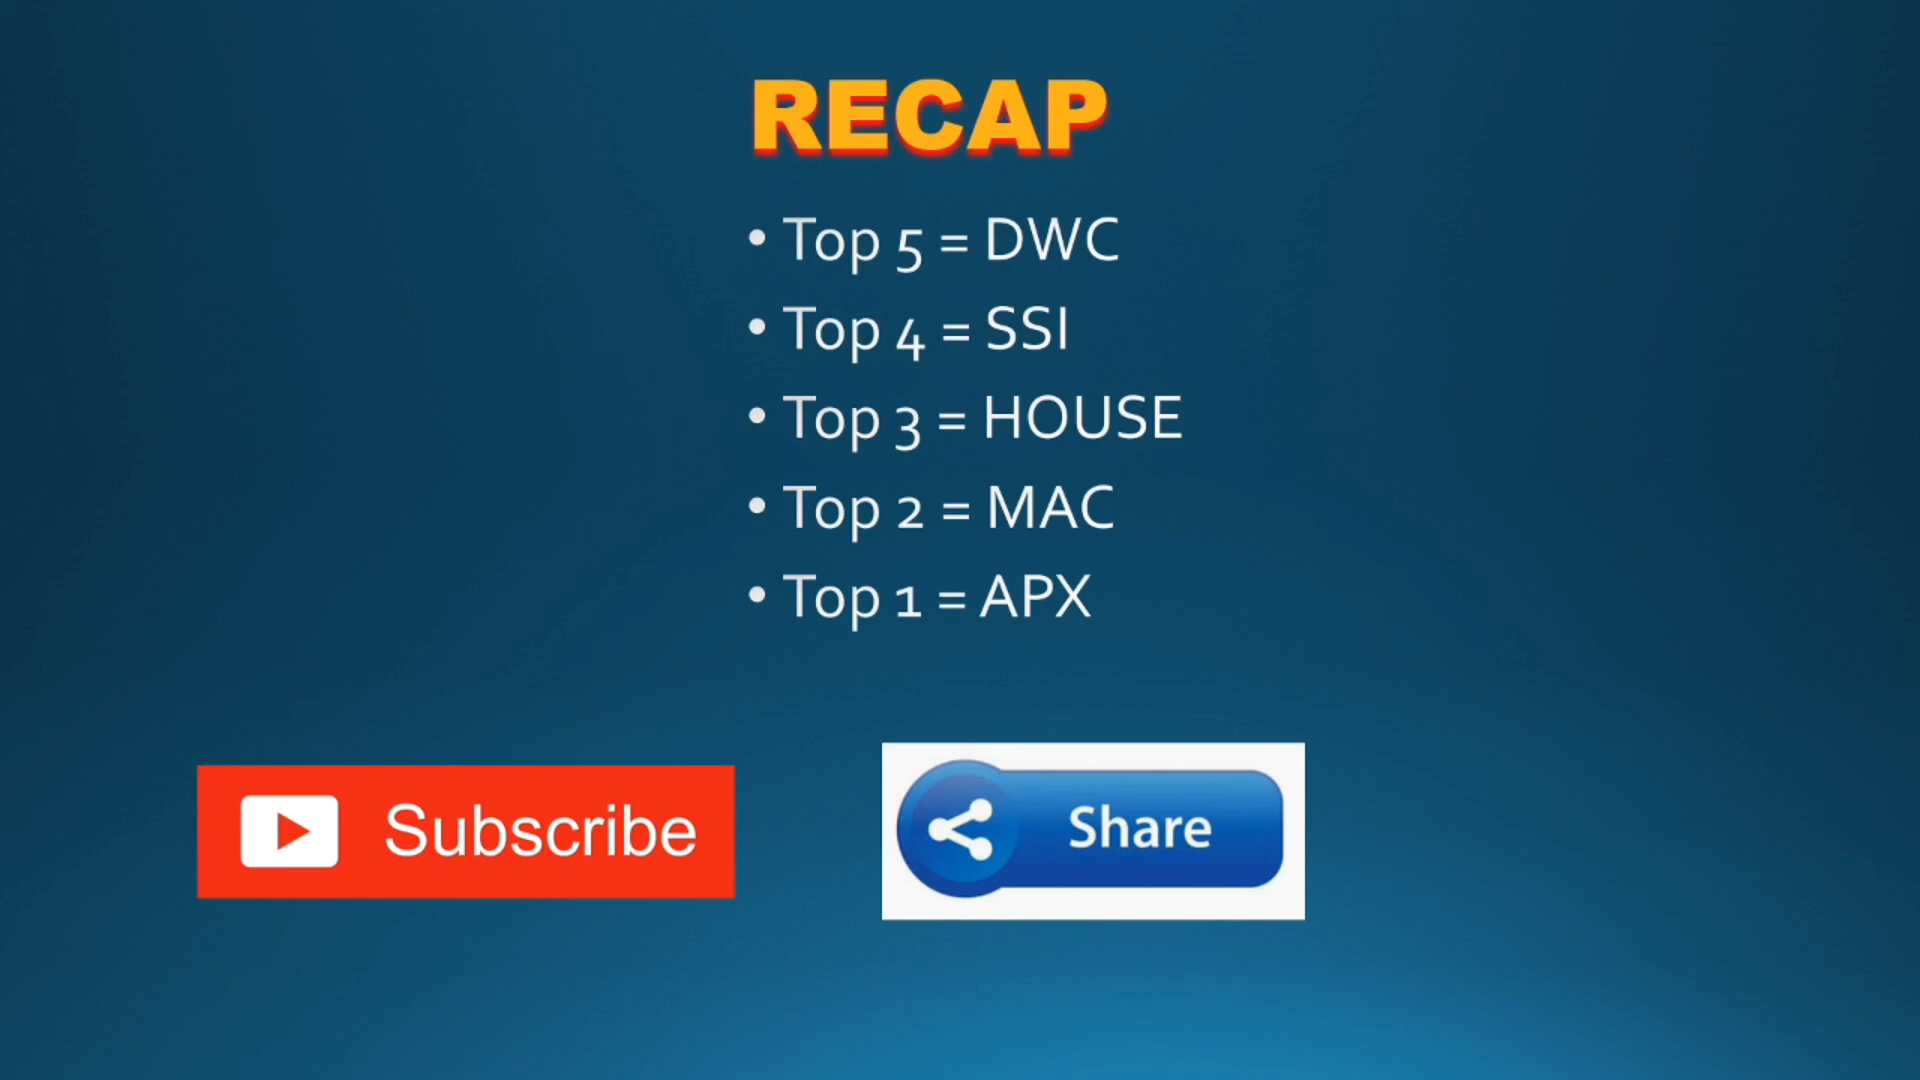 RECAP
• Top 5 = DWC
• Top 4 = SSI
• Top 3 = HOUSE
• Top 2 = MAC
• Top 1 = APX
Subscribe
Share